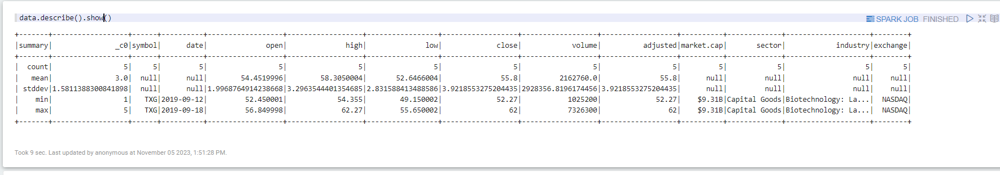 data.describe().show()
SPARK JOB FINISHED
+-------+------------------+------+----------+------------------+------------------+-----------------+------------------+------------------+------------------+----------+-------------+--------------------+--------+
|summary|               _c0|symbol|      date|              open|              high|              low|             close|            volume|          adjusted|market.cap|       sector|            industry|exchange|
+-------+------------------+------+----------+------------------+------------------+-----------------+------------------+------------------+------------------+----------+-------------+--------------------+--------+
|  count|                 5|     5|         5|                 5|                 5|                5|                 5|                 5|                 5|         5|            5|                   5|       5|
|   mean|               3.0|  null|      null|        54.4519996|        58.3050004|       52.6466004|              55.8|         2162760.0|              55.8|      null|         null|                null|    null|
| stddev|1.5811388300841898|  null|      null|1.9968764914238668|3.2963544401354685|2.831588413488586|3.9218553275204435|2928356.8196174456|3.9218553275204435|      null|         null|                null|    null|
|    min|                 1|   TXG|2019-09-12|         52.450001|            54.355|        49.150002|             52.27|           1025200|             52.27|    $9.31B|Capital Goods|Biotechnology: La...|  NASDAQ|
|    max|                 5|   TXG|2019-09-18|         56.849998|             62.27|        55.650002|                62|           7326300|                62|    $9.31B|Capital Goods|Biotechnology: La...|  NASDAQ|
+-------+------------------+------+----------+------------------+------------------+-----------------+------------------+------------------+------------------+----------+-------------+--------------------+--------+
Took 9 sec. Last updated by anonymous at November 05 2023, 1:51:28 PM.